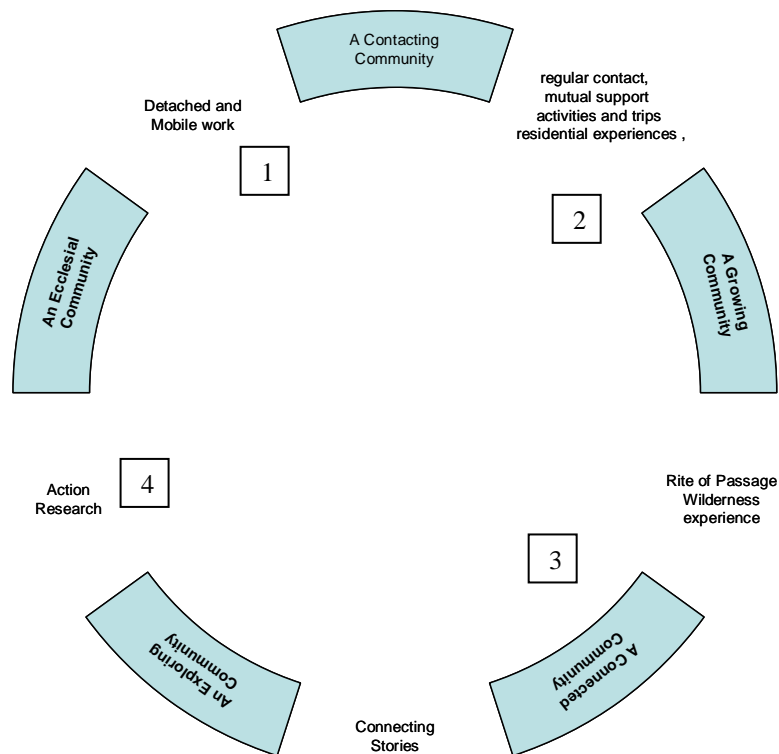 A Contacting
Community
regular contact,
mutual support
activities and trips
residential experiences ,
2
A Growing
Community
Rite of Passage
Wilderness
experience
3
A Connected
Community
Connecting
Stories
An Exploring
Community
4
Action
Research
An Ecclesial
Community
Detached and
Mobile work
1